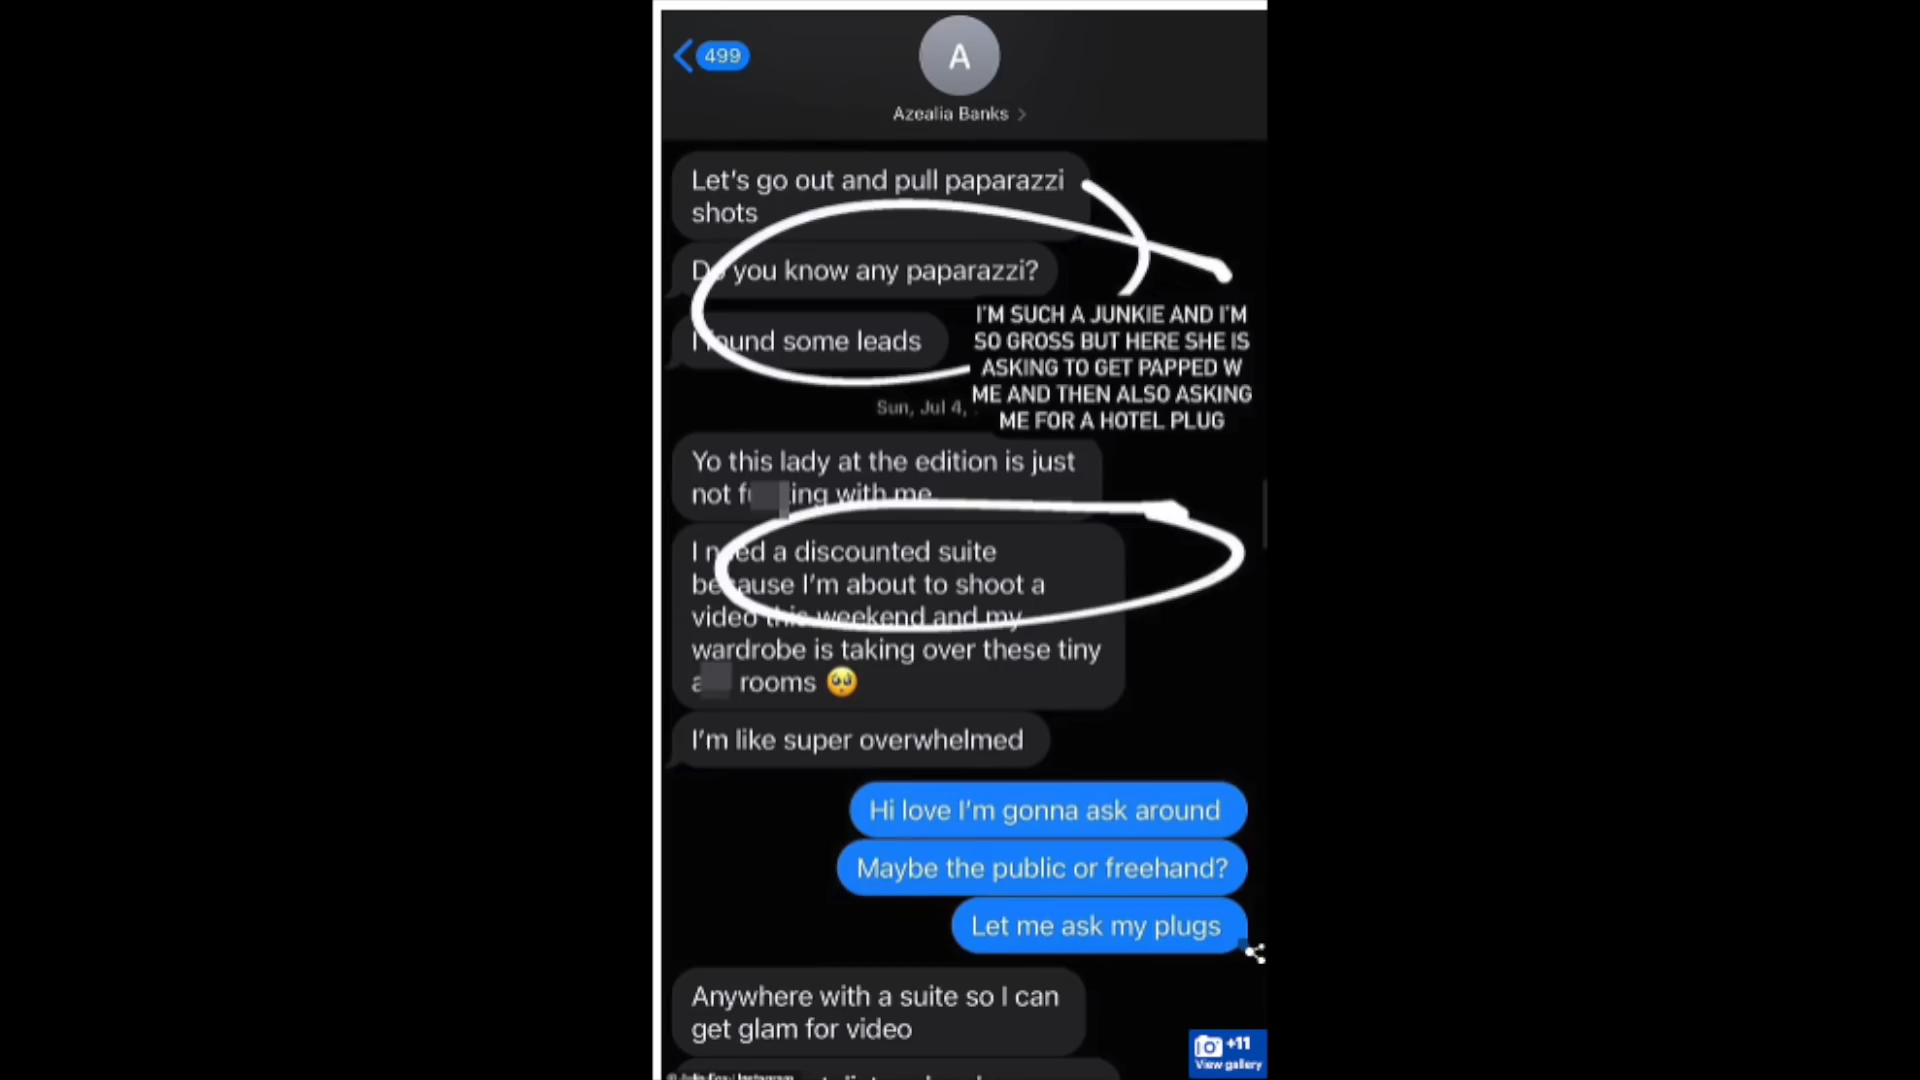 499
A
Azealia Banks
Let's go out and pull paparazzi
shots
Do you know any paparazzi?
I found some leads
I'M SUCH A JUNKIE AND I'M
SO GROSS BUT HERE SHE IS
ASKING TO GET PAPPED W
ME AND THEN ALSO ASKING
ME FOR A HOTEL PLUG
Sun, Jul 4,
Yo this lady at the edition is just
not f ing with me
I need a discounted suite
because I'm about to shoot a
video this weekend and my
wardrobe is taking over these tiny
a rooms 🥺
I'm like super overwhelmed
Hi love I'm gonna ask around
Maybe the public or freehand?
Let me ask my plugs
Anywhere with a suite so I can
get glam for video
+11
View gallery